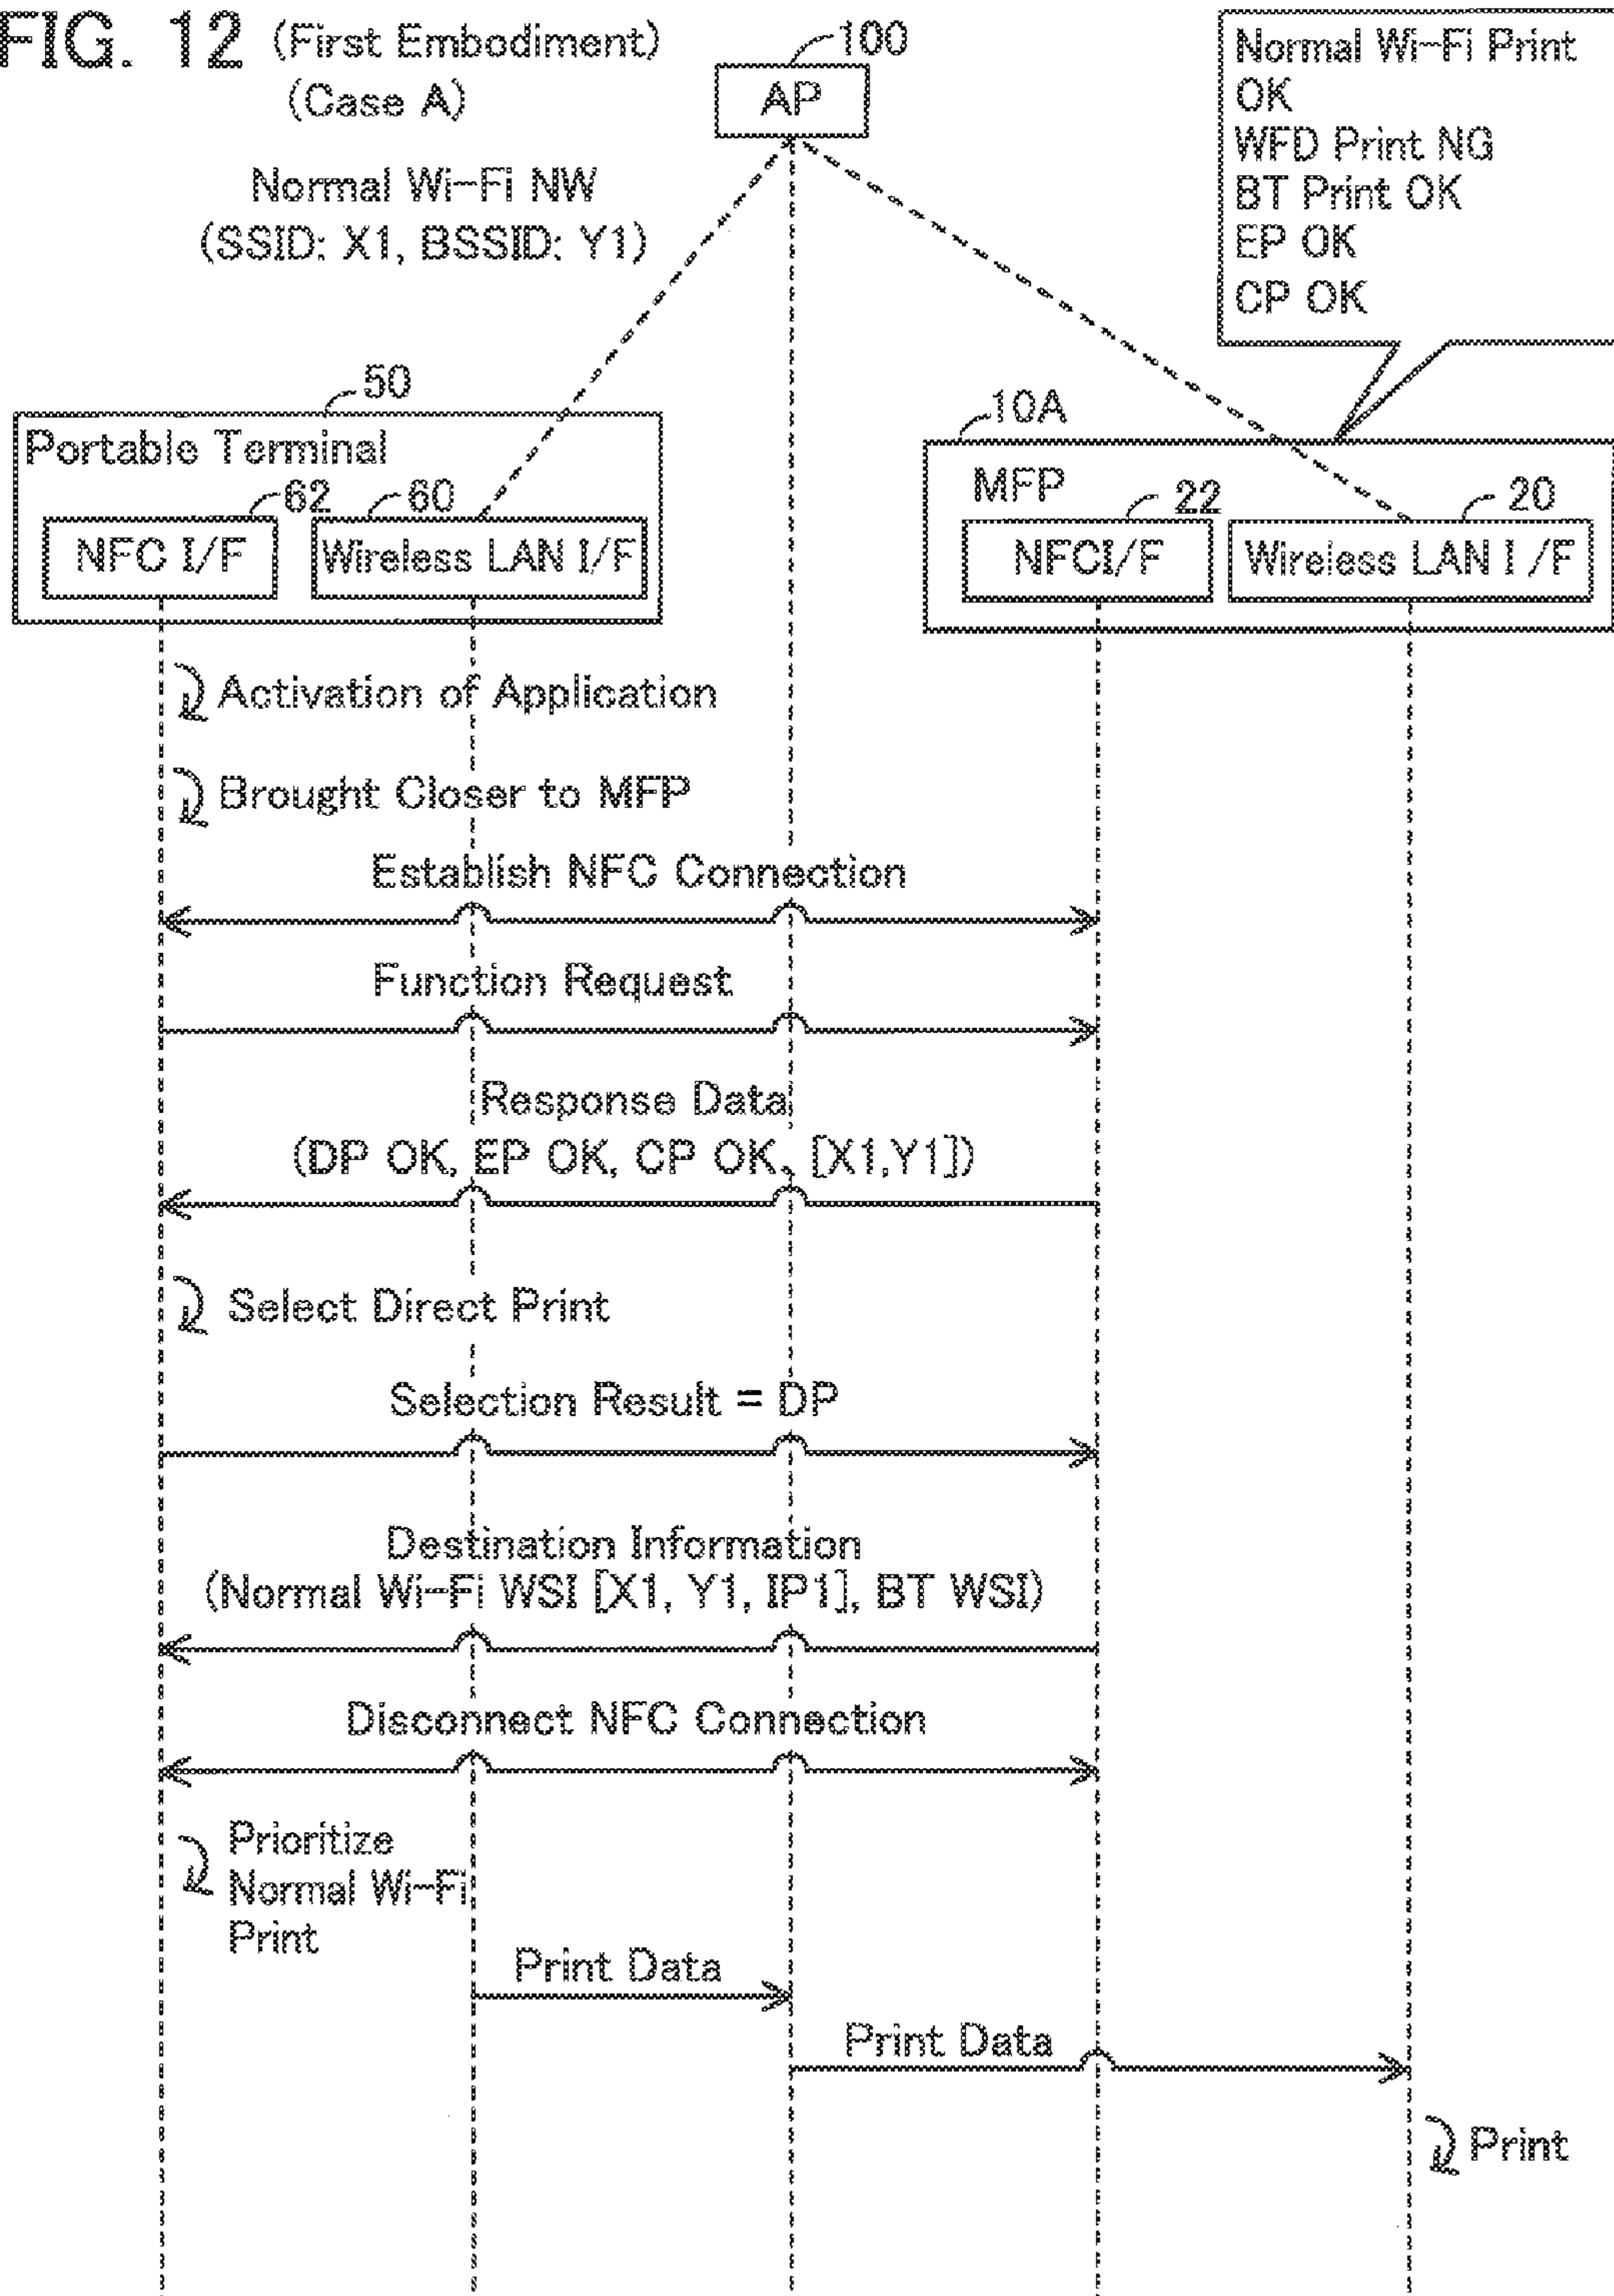 FIG. 12 (First Embodiment)
(Case A)
100
AP
Normal Wi-Fi NW
(SSID: X1, BSSID: Y1)
Normal Wi-Fi Print
OK
WFD Print NG
BT Print OK
EP OK
CP OK
50
Portable Terminal
62
60
NFC I/F
Wireless LAN I/F
10A
MFP
22
20
NFCI/F
Wireless LAN I /F
Activation of Application
Brought Closer to MFP
Establish NFC Connection
Function Request
Response Data
(DP OK, EP OK, CP OK, [X1,Y1])
Select Direct Print
Selection Result = DP
Destination Information
(Normal Wi-Fi WSI [X1, Y1, IP1], BT WSI)
Disconnect NFC Connection
Prioritize
Normal Wi-Fi
Print
Print Data
Print Data
Print